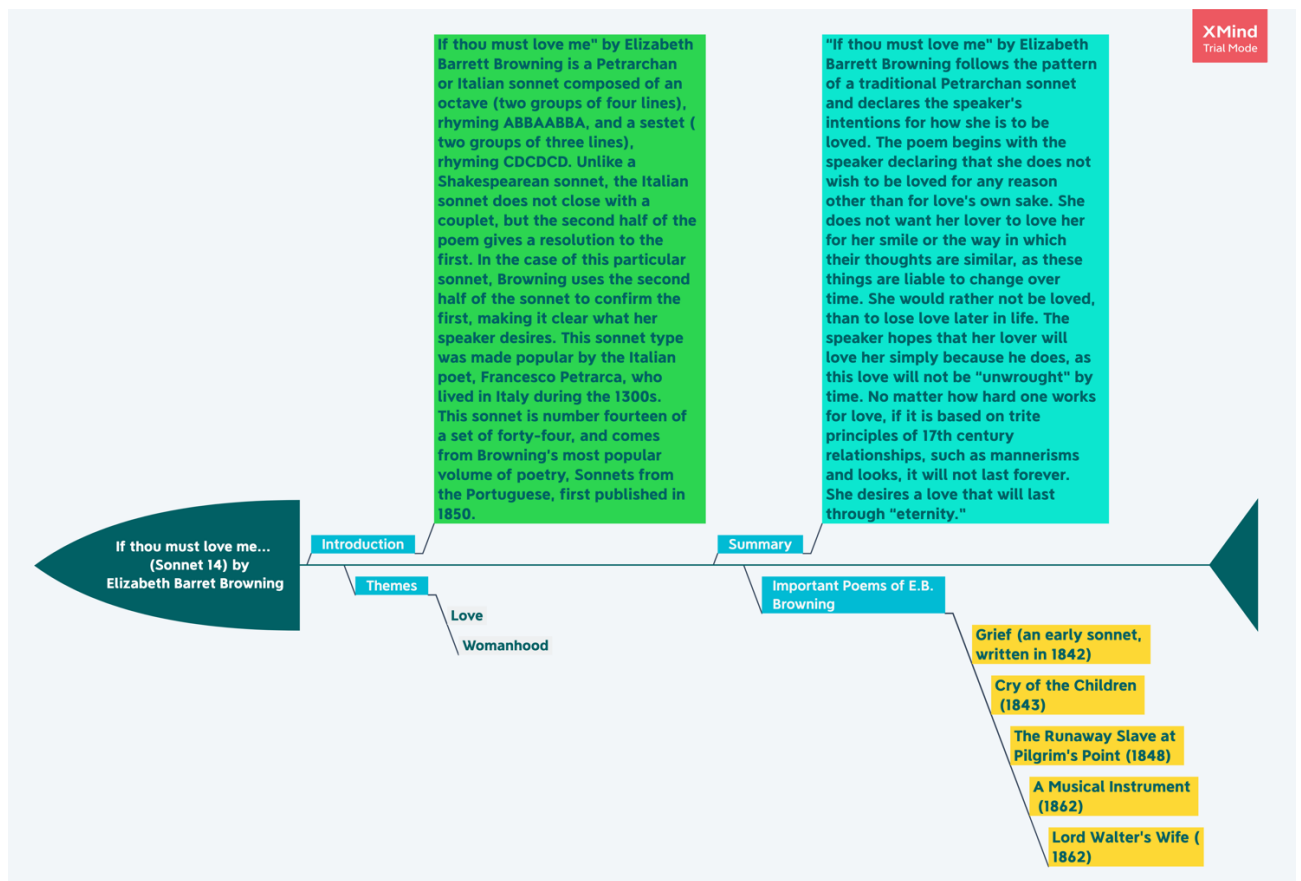 XMind
Trial Mode
If thou must love me" by Elizabeth
Barrett Browning is a Petrarchan
or Italian sonnet composed of an
octave (two groups of four lines),
rhyming ABBAABBA, and a sestet (
two groups of three lines),
rhyming CDCDCD. Unlike a
Shakespearean sonnet, the Italian
sonnet does not close with a
couplet, but the second half of the
poem gives a resolution to the
first. In the case of this particular
sonnet, Browning uses the second
half of the sonnet to confirm the
first, making it clear what her
speaker desires. This sonnet type
was made popular by the Italian
poet, Francesco Petrarca, who
lived in Italy during the 1300s.
This sonnet is number fourteen of
a set of forty-four, and comes
from Browning's most popular
volume of poetry, Sonnets from
the Portuguese, first published in
1850.
"If thou must love me" by Elizabeth
Barrett Browning follows the pattern
of a traditional Petrarchan sonnet
and declares the speaker's
intentions for how she is to be
loved. The poem begins with the
speaker declaring that she does not
wish to be loved for any reason
other than for love's own sake. She
does not want her lover to love her
for her smile or the way in which
their thoughts are similar, as these
things are liable to change over
time. She would rather not be loved,
than to lose love later in life. The
speaker hopes that her lover will
love her simply because he does, as
this love will not be "unwrought" by
time. No matter how hard one works
for love, if it is based on trite
principles of 17th century
relationships, such as mannerisms
and looks, it will not last forever.
She desires a love that will last
through "eternity."
If thou must love me...
(Sonnet 14) by
Elizabeth Barret Browning
Introduction
Themes
Love
Womanhood
Summary
Important Poems of E.B.
Browning
Grief (an early sonnet,
written in 1842)
Cry of the Children
(1843)
The Runaway Slave at
Pilgrim's Point (1848)
A Musical Instrument
(1862)
Lord Walter's Wife (
1862)